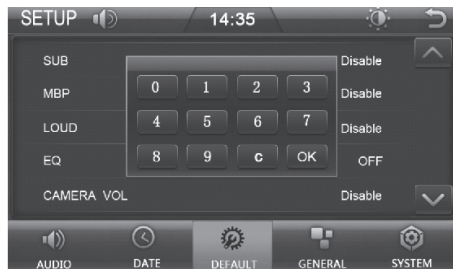 SETUP 14:35
SUB Disable
MBP Disable
LOUD Disable
EQ OFF
CAMERA VOL Disable
0 1 2 3
4 5 6 7
8 9 c OK
AUDIO DATE DEFAULT GENERAL SYSTEM